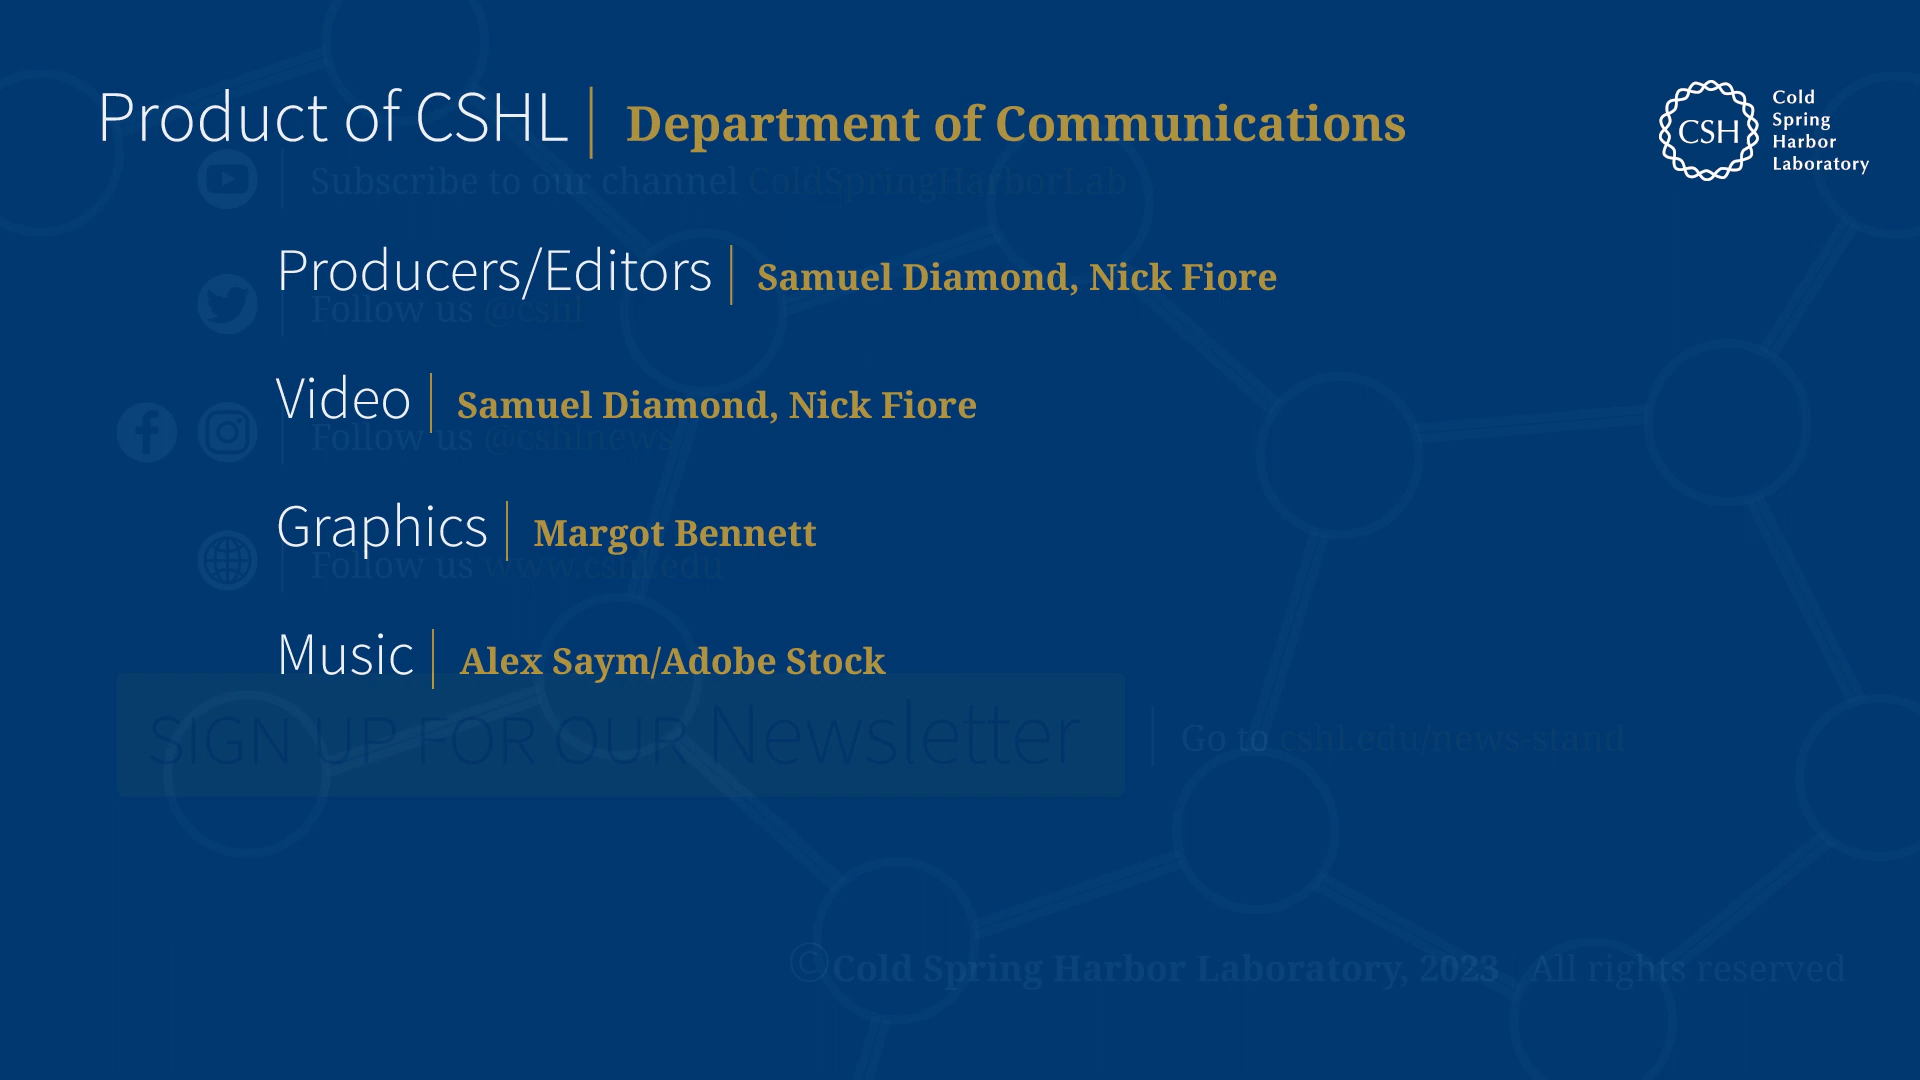 Product of CSHL | Department of Communications
CSH
Cold
Spring
Harbor
Laboratory
Subscribe to our channel ColdSpringHarborLab
Producers/Editors | Samuel Diamond, Nick Fiore
Follow us @cshl
Video | Samuel Diamond, Nick Fiore
Follow us @cshlnews
Graphics | Margot Bennett
Follow us www.cshl.edu
Music | Alex Saym/Adobe Stock
SIGN UP FOR OUR Newsletter | Go to cshl.edu/news-stand
©Cold Spring Harbor Laboratory, 2023 All rights reserved